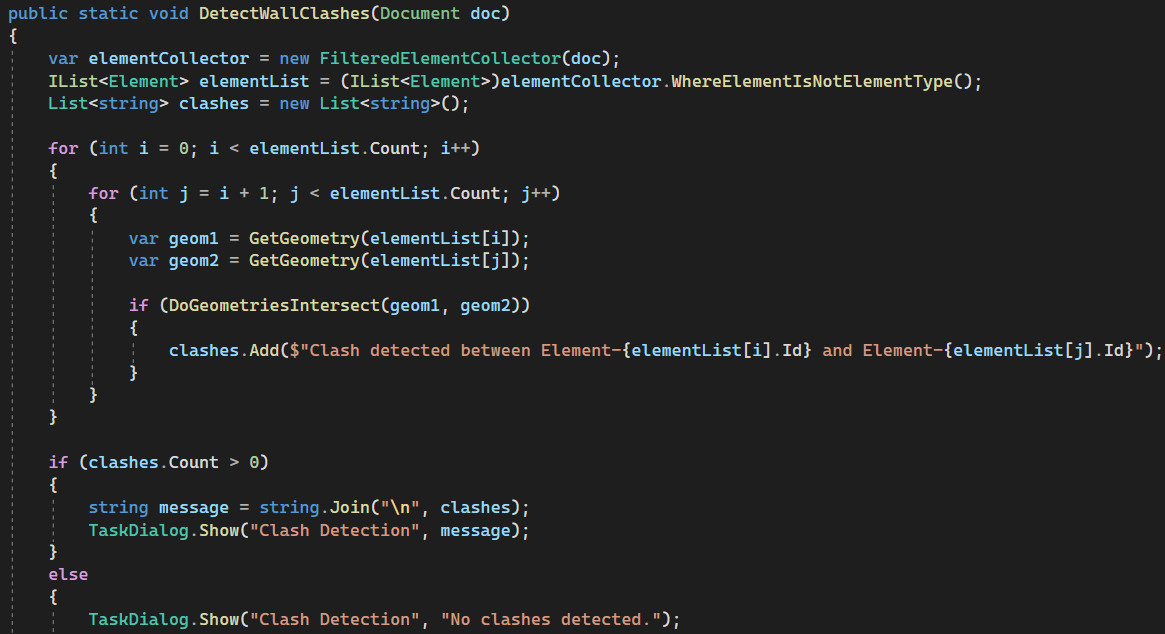 public static void DetectWallClashes(Document doc)
{
    var elementCollector = new FilteredElementCollector(doc);
    IList<Element> elementList = (IList<Element>)elementCollector.WhereElementIsNotElementType();
    List<string> clashes = new List<string>();

    for (int i = 0; i < elementList.Count; i++)
    {
        for (int j = i + 1; j < elementList.Count; j++)
        {
            var geom1 = GetGeometry(elementList[i]);
            var geom2 = GetGeometry(elementList[j]);

            if (DoGeometriesIntersect(geom1, geom2))
            {
                clashes.Add($"Clash detected between Element-{elementList[i].Id} and Element-{elementList[j].Id}");
            }
        }
    }

    if (clashes.Count > 0)
    {
        string message = string.Join("\n", clashes);
        TaskDialog.Show("Clash Detection", message);
    }
    else
    {
        TaskDialog.Show("Clash Detection", "No clashes detected.");